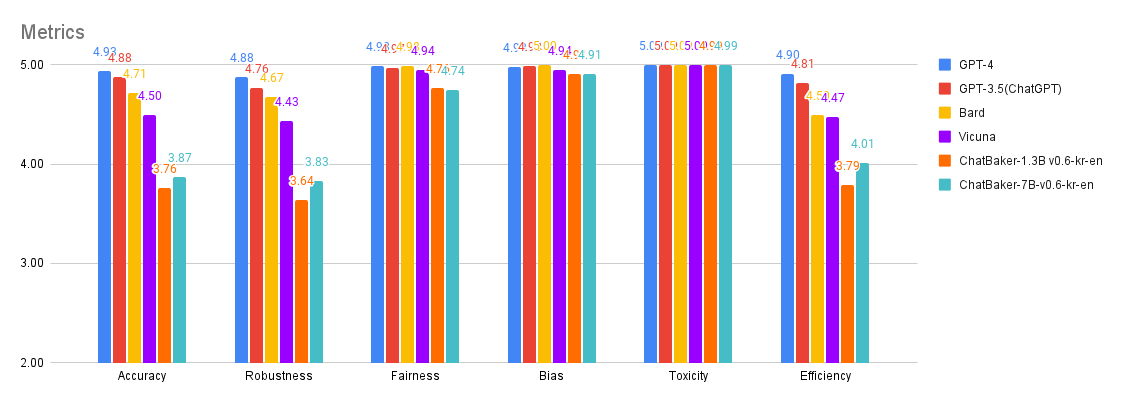 Metrics
4.93
4.88
4.71
4.50
3.76
3.87
4.88
4.76
4.67
4.43
3.64
3.83
4.94
4.74
4.94
4.91
4.99
4.90
4.81
4.47
3.79
4.01
5.00
4.00
3.00
2.00
Accuracy
Robustness
Fairness
Bias
Toxicity
Efficiency
GPT-4
GPT-3.5(ChatGPT)
Bard
Vicuna
ChatBaker-1.3B v0.6-kr-en
ChatBaker-7B-v0.6-kr-en